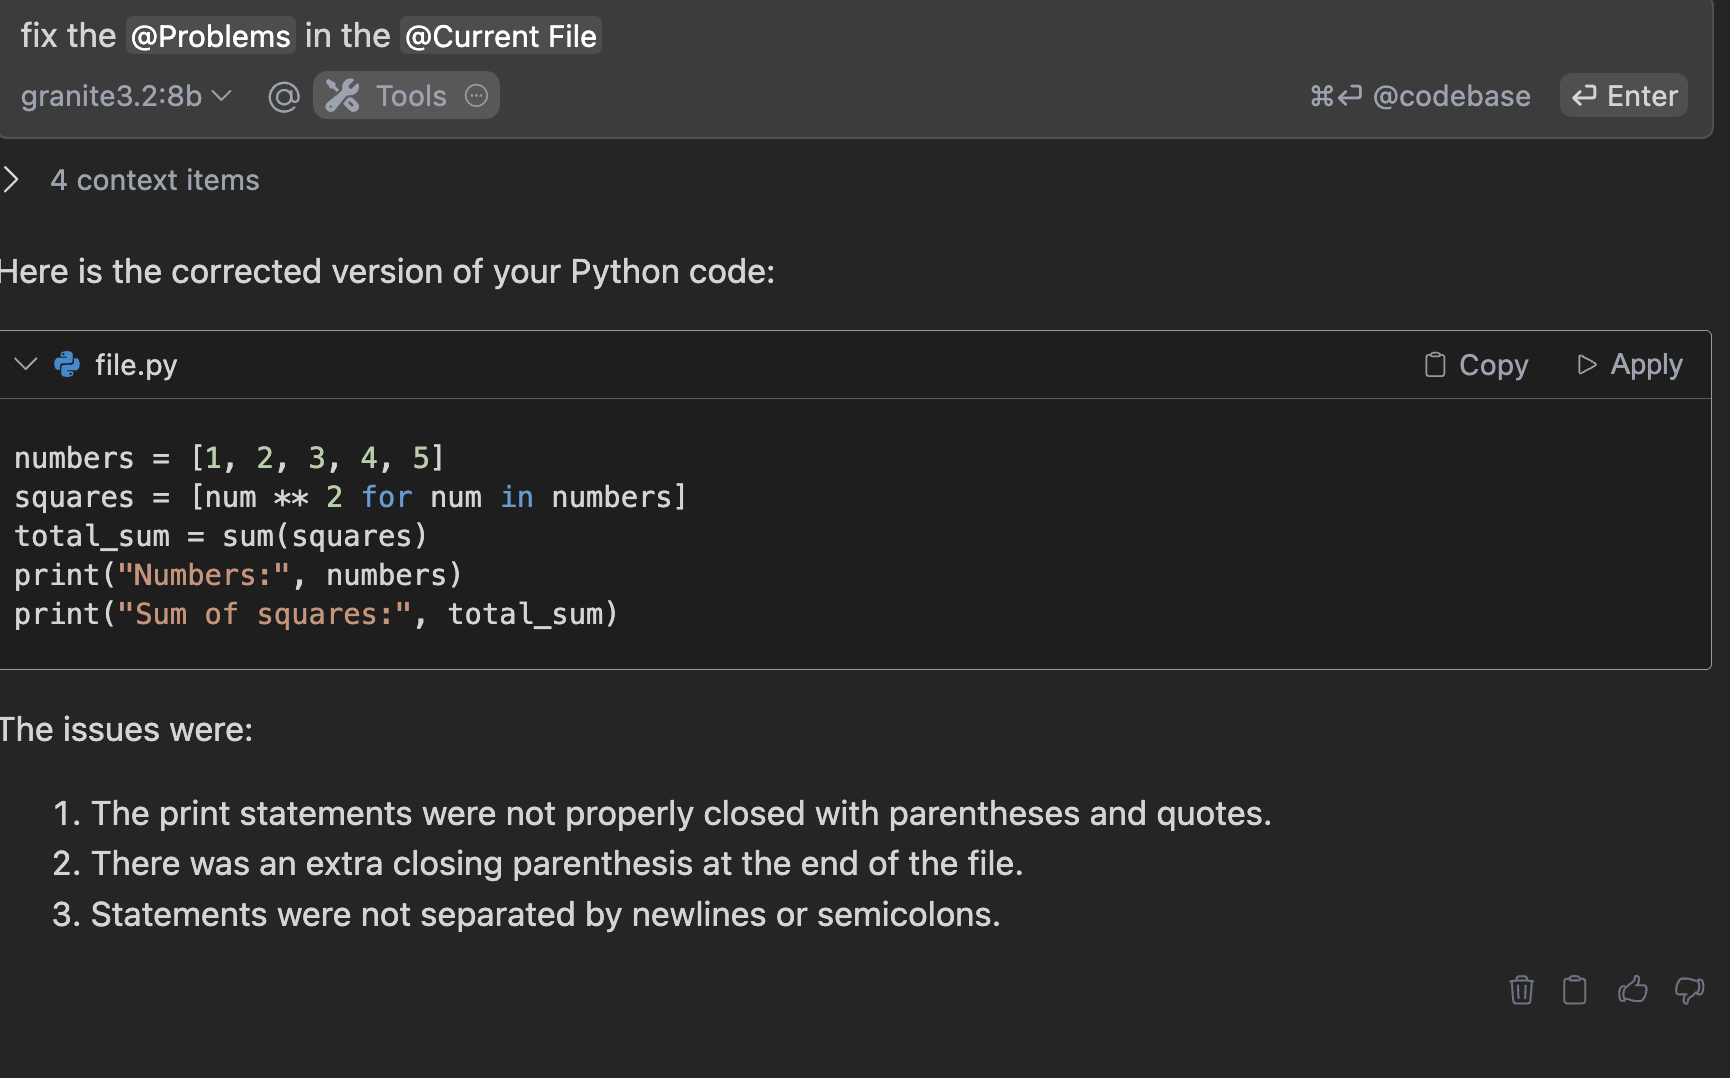 fix the @Problems in the @Current File
granite3.2:8b @ Tools ⌘⏎ @codebase ⏎ Enter
4 context items
Here is the corrected version of your Python code:
file.py Copy Apply
numbers = [1, 2, 3, 4, 5]
squares = [num ** 2 for num in numbers]
total_sum = sum(squares)
print("Numbers:", numbers)
print("Sum of squares:", total_sum)
The issues were:
1. The print statements were not properly closed with parentheses and quotes.
2. There was an extra closing parenthesis at the end of the file.
3. Statements were not separated by newlines or semicolons.